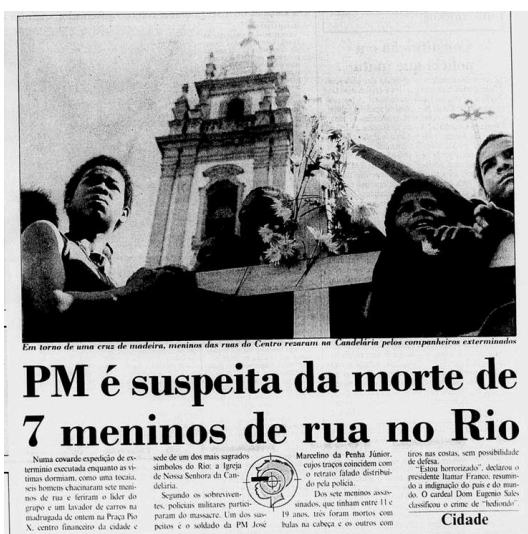 Em torno de uma cruz de madeira, meninos das ruas do Centro rezaram na Candelária pelos companheiros exterminados
PM é suspeita da morte de
7 meninos de rua no Rio
Numa covarde expedição de ex-
termínio executada enquanto as ví-
timas dormiam, como uma tocaia,
seis homens chacinaram sete meni-
nos de rua e feriram o líder do
grupo e um lavador de carros na
madrugada de ontem na Praça Pio
X, centro financeiro da cidade e
sede de um dos mais sagrados
símbolos do Rio: a Igreja
de Nossa Senhora da Can-
delária.
Segundo os sobreviven-
tes, policiais militares partici-
param do massacre. Um dos sus-
peitos é o soldado da PM José
Marcelino da Penha Júnior,
cujos traços coincidem com
o retrato falado distribuí-
do pela polícia.
Dos sete meninos assas-
sinados, que tinham entre 11 e
19 anos, três foram mortos com
balas na cabeça e os outros com
tiros nas costas, sem possibilidade
de defesa.
"Estou horrorizado", declarou o
presidente Itamar Franco, resumin-
do a indignação do país e do mun-
do. O cardeal Dom Eugenio Sales
classificou o crime de "hediondo"
Cidade